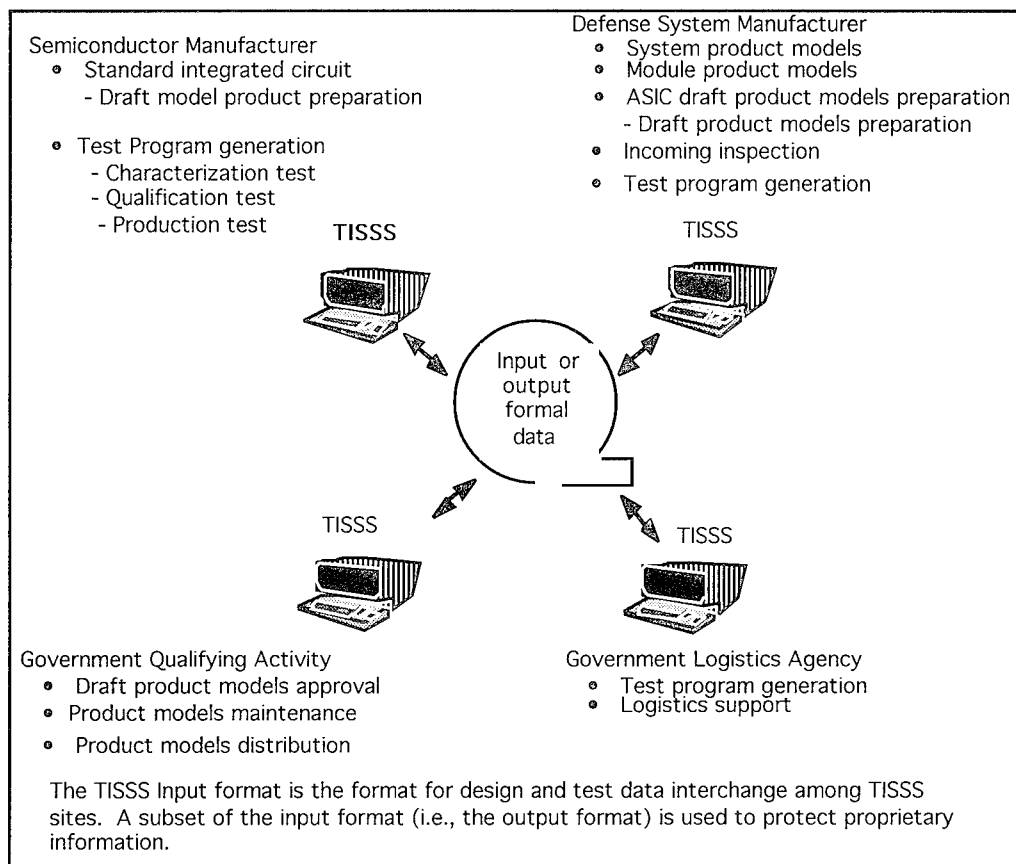 Semiconductor Manufacturer
• Standard integrated circuit
- Draft model product preparation
• Test Program generation
- Characterization test
- Qualification test
- Production test
TISSS
Defense System Manufacturer
• System product models
• Module product models
• ASIC draft product models preparation
- Draft product models preparation
• Incoming inspection
• Test program generation
TISSS
Input or
output
formal
data
TISSS
Government Qualifying Activity
• Draft product models approval
• Product models maintenance
• Product models distribution
TISSS
Government Logistics Agency
• Test program generation
• Logistics support
The TISSS Input format is the format for design and test data interchange among TISSS
sites. A subset of the input format (i.e., the output format) is used to protect proprietary
information.